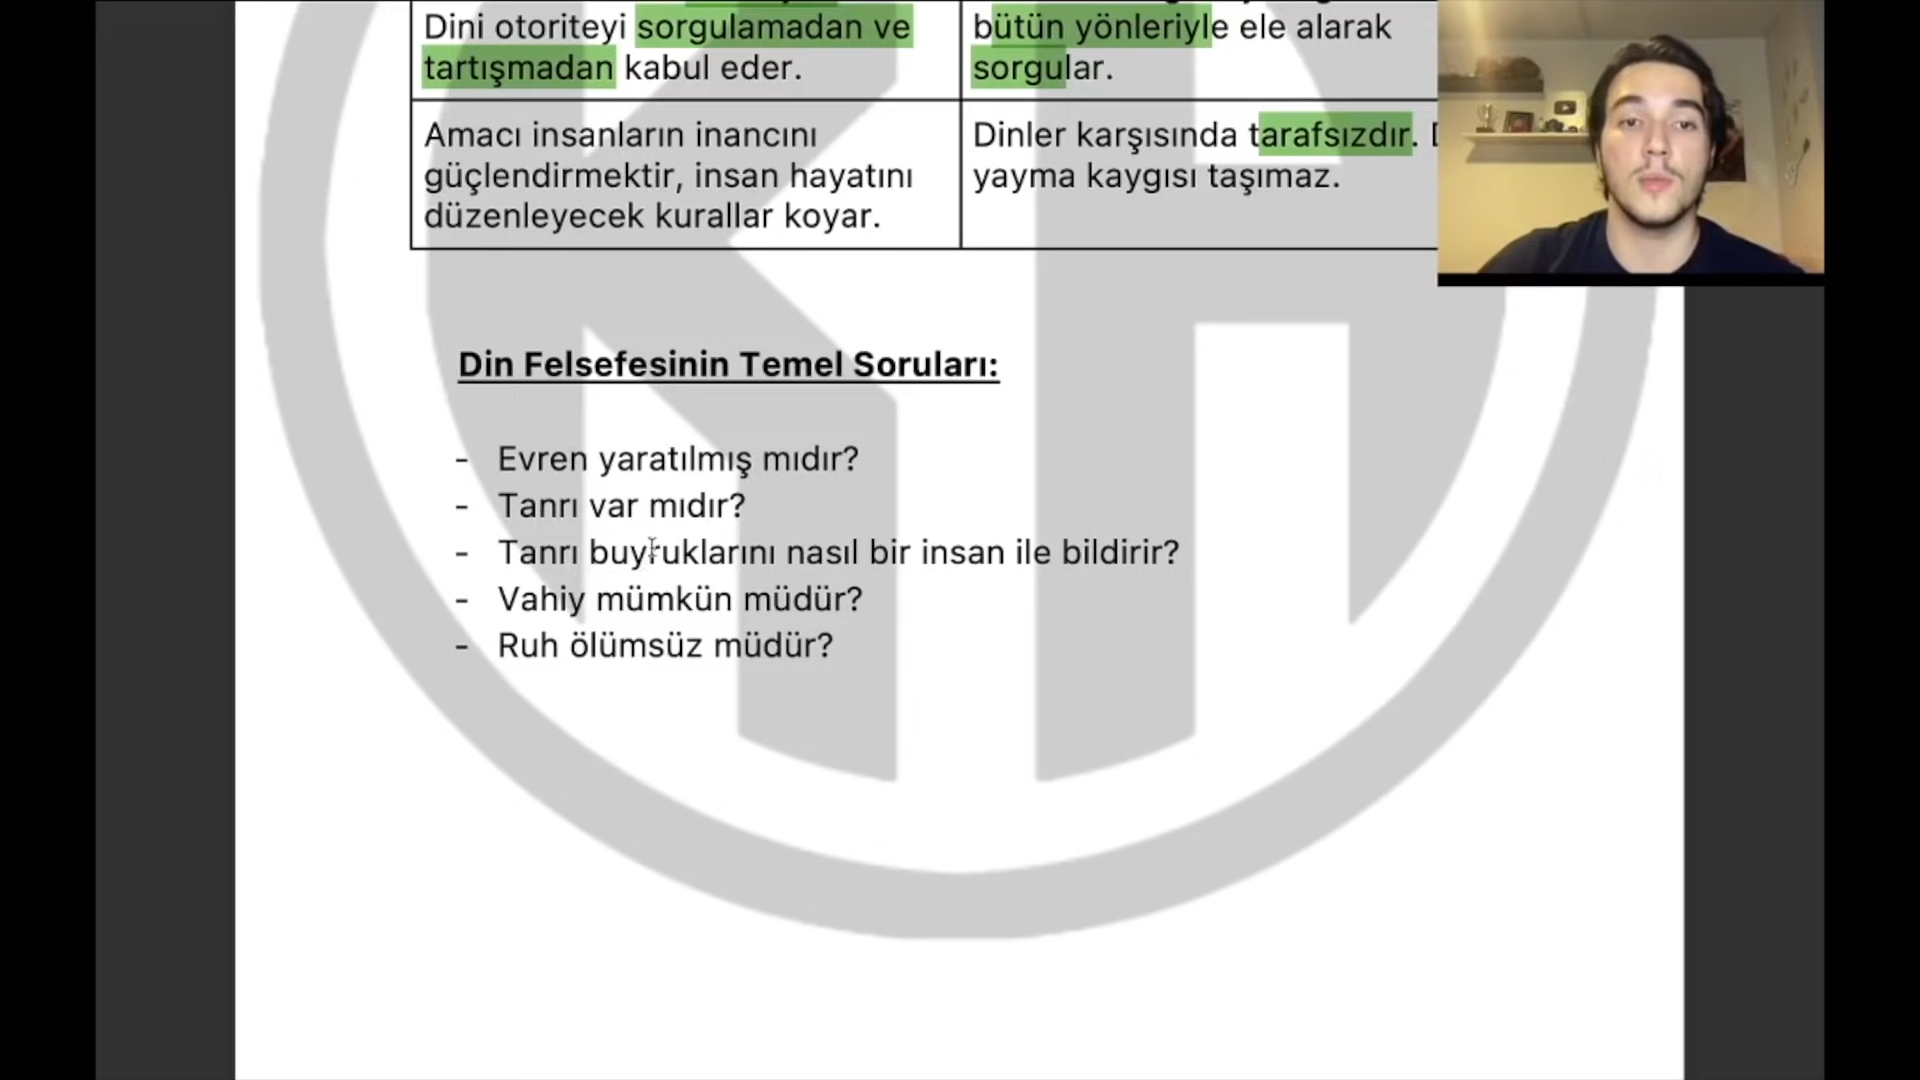 Dini otoriteyi sorgulamadan ve
tartışmadan kabul eder.
bütün yönleriyle ele alarak
sorgular.
Amacı insanların inancını
güçlendirmektir, insan hayatını
düzenleyecek kurallar koyar.
Dinler karşısında tarafsızdır.
yayma kaygısı taşımaz.
Din Felsefesinin Temel Soruları:
- Evren yaratılmış mıdır?
- Tanrı var mıdır?
- Tanrı buyruklarını nasıl bir insan ile bildirir?
- Vahiy mümkün müdür?
- Ruh ölümsüz müdür?